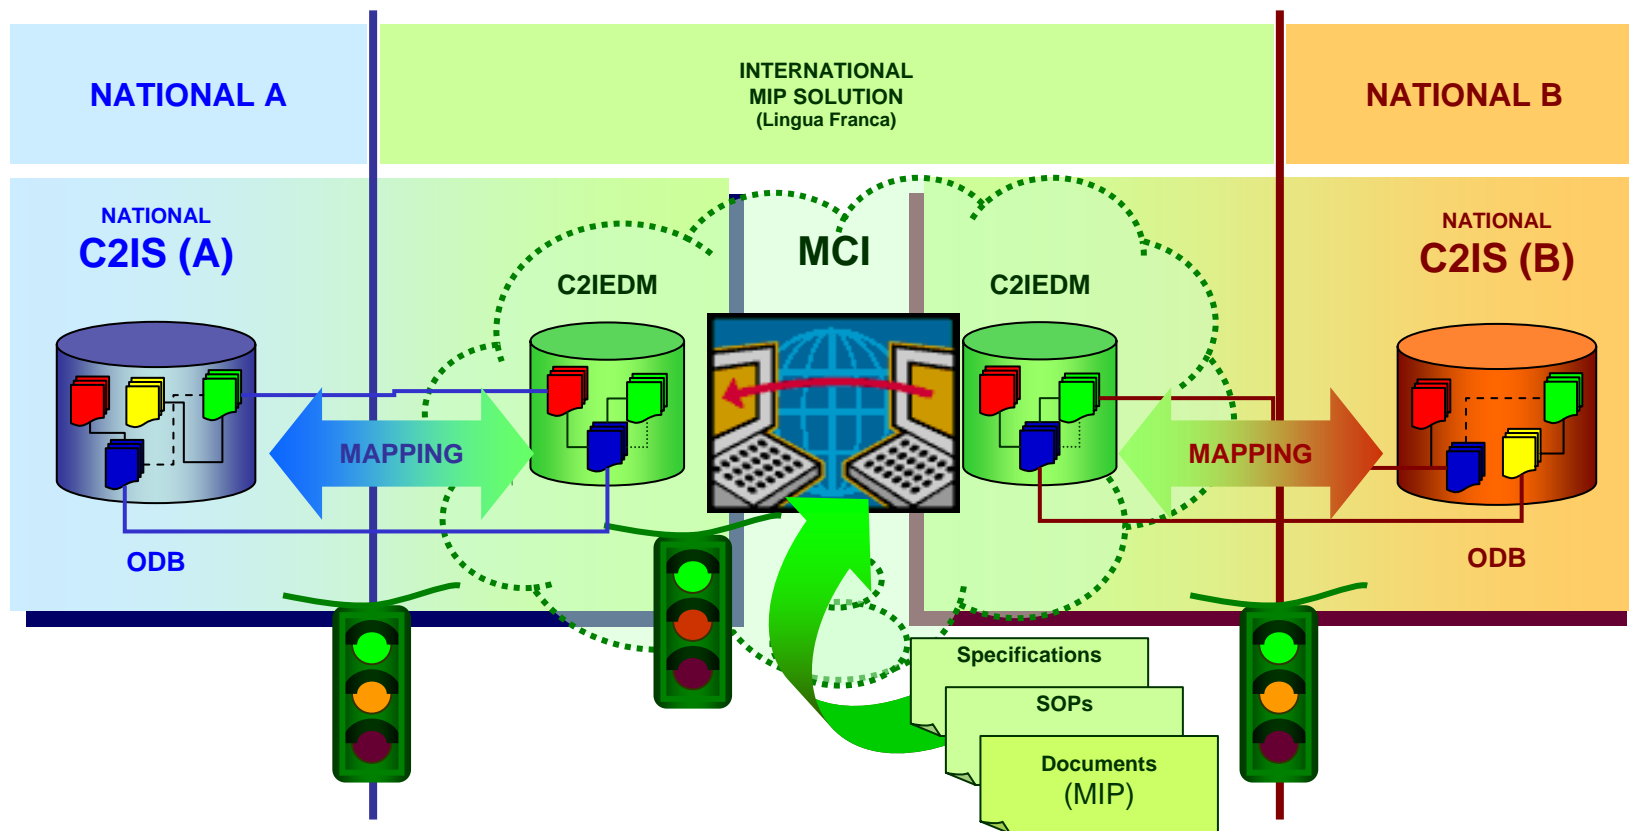 NATIONAL A
INTERNATIONAL
MIP SOLUTION
(Lingua Franca)
NATIONAL B
NATIONAL
C2IS (A)
MCI
NATIONAL
C2IS (B)
C2IEDM
C2IEDM
MAPPING
MAPPING
ODB
ODB
Specifications
SOPs
Documents
(MIP)